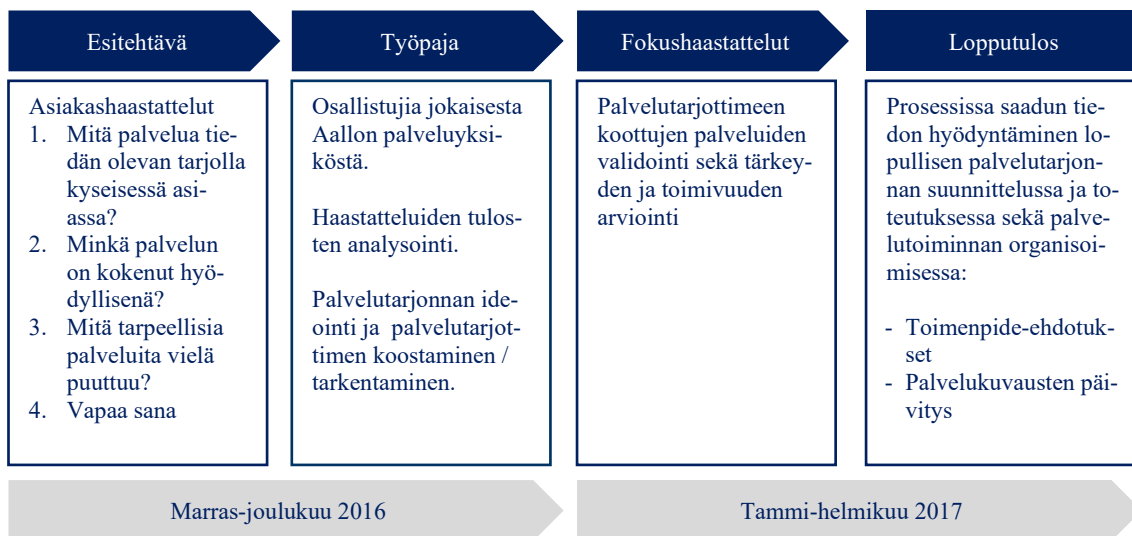 Esitehtävä
Työpaja
Fokushaastattelut
Lopputulos
Asiakashaastattelut
1. Mitä palvelua tie-
dän olevan tarjolla
kyseisessä asi-
assa?
2. Minkä palvelun
on kokenut hyö-
dyllisenä?
3. Mitä tarpeellisia
palveluita vielä
puuttuu?
4. Vapaa sana
Osallistujia jokaisesta
Aallon palveluyksi-
köstä.
Haastatteluiden tulos-
ten analysointi.
Palvelutarjonnan ide-
ointi ja palvelutarjot-
timen koostaminen /
tarkentaminen.
Palvelutarjottimeen
koottujen palveluiden
validointi sekä tärkey-
den ja toimivuuden
arviointi
Prosessissa saadun tie-
don hyödyntäminen lo-
pullisen palvelutarjon-
nan suunnittelussa ja to-
teutuksessa sekä palve-
lutoiminnan organisoi-
misessa:
- Toimenpide-ehdotuk-
set
- Palvelukuvausten päi-
vitys
Marras-joulukuu 2016
Tammi-helmikuu 2017